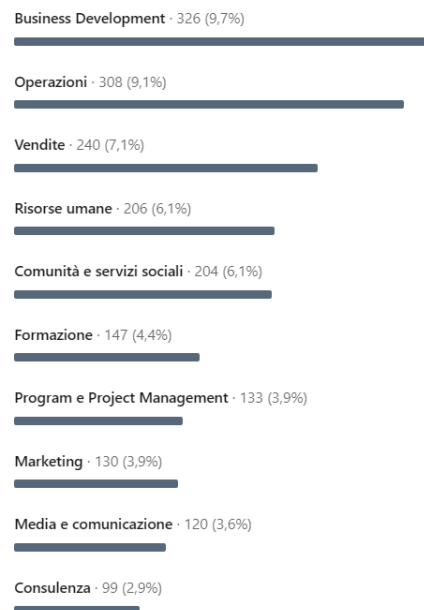 Business Development · 326 (9,7%)
Operazioni · 308 (9,1%)
Vendite · 240 (7,1%)
Risorse umane · 206 (6,1%)
Comunità e servizi sociali · 204 (6,1%)
Formazione · 147 (4,4%)
Program e Project Management · 133 (3,9%)
Marketing · 130 (3,9%)
Media e comunicazione · 120 (3,6%)
Consulenza · 99 (2,9%)